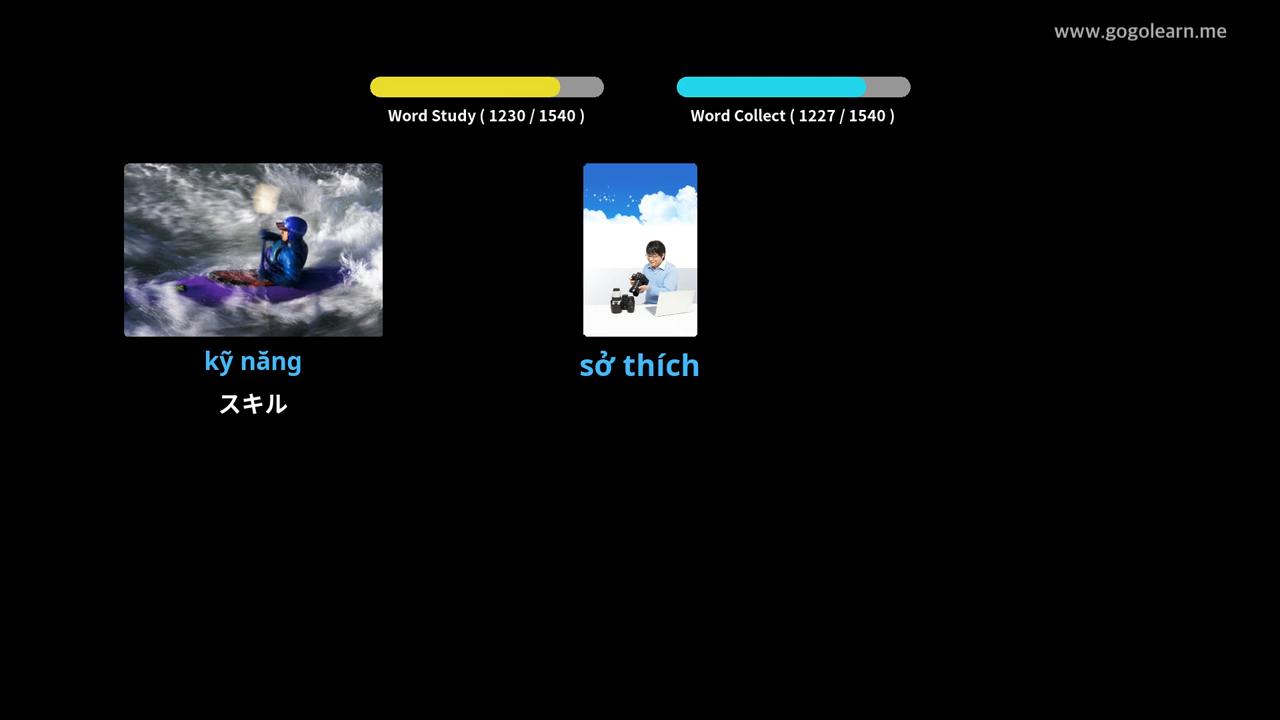 www.gogolearn.me
Word Study ( 1230 / 1540 )
Word Collect ( 1227 / 1540 )
kỹ năng
スキル
sở thích